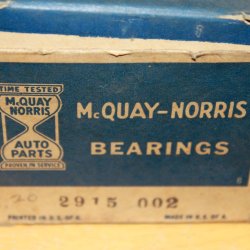 TIME TESTED
McQUAY
NORRIS
AUTO
PARTS
PROVEN IN SERVICE
McQUAY-NORRIS
BEARINGS
20
2915 002
PRINTED IN U.S. OF A.
MADE IN U.S. OF A.